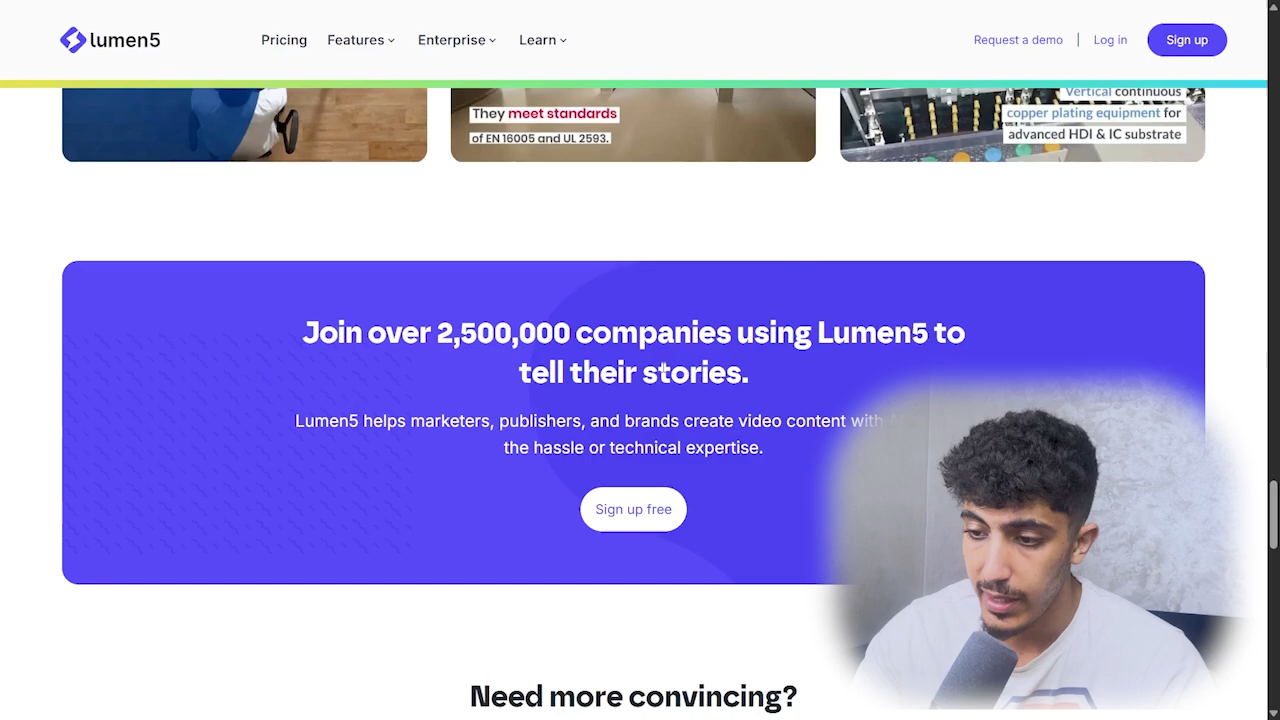 lumen5
Pricing Features Enterprise Learn Request a demo | Log in Sign up
They meet standards
of EN 16005 and UL 2593.
Vertical continuous
copper plating equipment for
advanced HDI & IC substrate
Join over 2,500,000 companies using Lumen5 to
tell their stories.
Lumen5 helps marketers, publishers, and brands create video content with
the hassle or technical expertise.
Sign up free
Need more convincing?